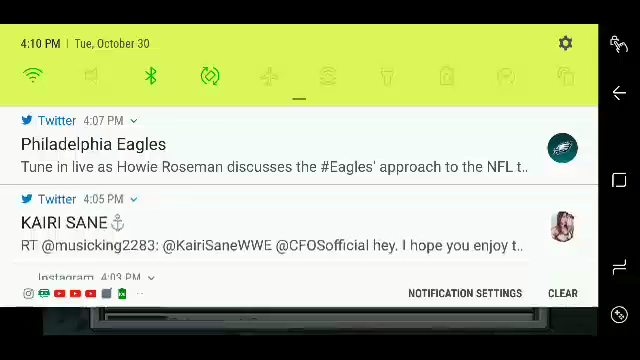 4:10 PM | Tue, October 30
Twitter 4:07 PM
Philadelphia Eagles
Tune in live as Howie Roseman discusses the #Eagles' approach to the NFL t..
Twitter 4:05 PM
KAIRI SANE⚓
RT @musicking2283: @KairiSaneWWE @CFOSofficial hey. I hope you enjoy t..
Instagram 4:03 PM
NOTIFICATION SETTINGS CLEAR